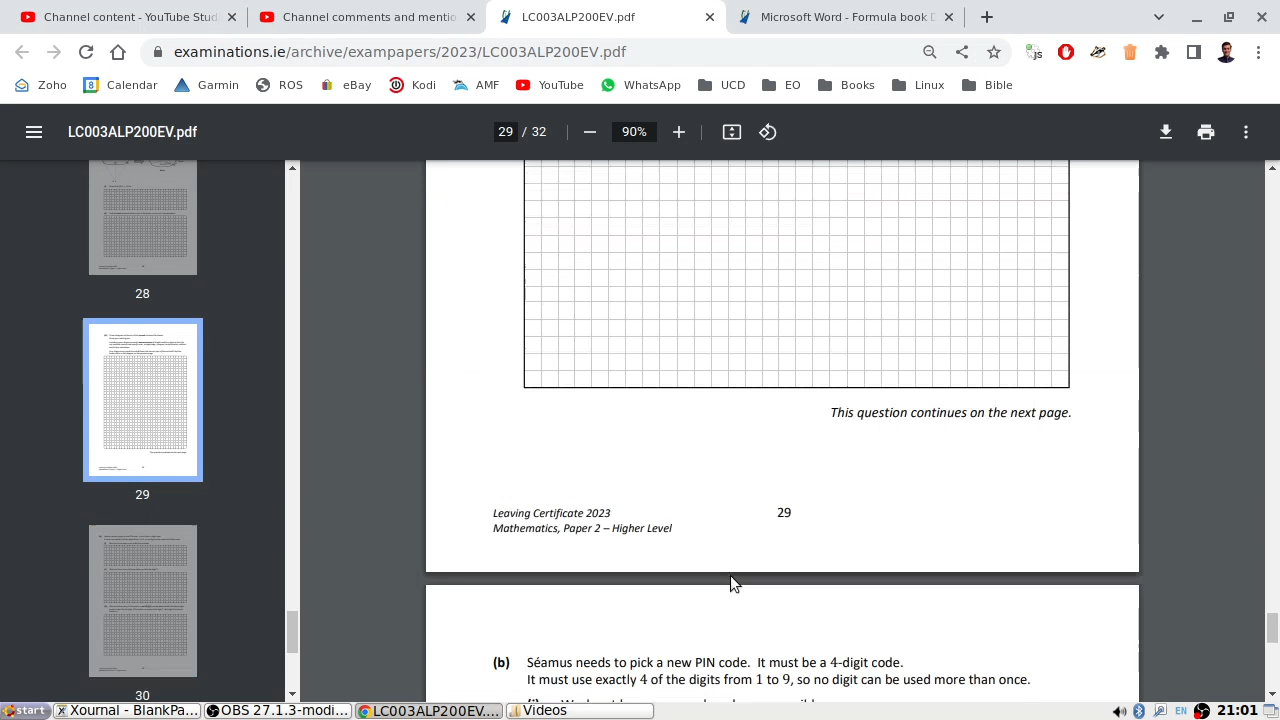 Channel content - YouTube Stud
Channel comments and mentio
LC003ALP200EV.pdf
Microsoft Word - Formula book D
examinations.ie/archive/exampapers/2023/LC003ALP200EV.pdf
JS
Zoho
8 Calendar
Garmin
ROS
eBay
Kodi
AMF
YouTube
WhatsApp
UCD
EO
Books
Linux
Bible
LC003ALP200EV.pdf
29 / 32
90%
28
29
30
This question continues on the next page.
Leaving Certificate 2023
29
Mathematics, Paper 2 – Higher Level
(b) Séamus needs to pick a new PIN code. It must be a 4-digit code.
It must use exactly 4 of the digits from 1 to 9, so no digit can be used more than once.
start
Xournal - BlankPa...
OBS 27.1.3-modi...
LC003ALP200EV....
Videos
EN
21:01